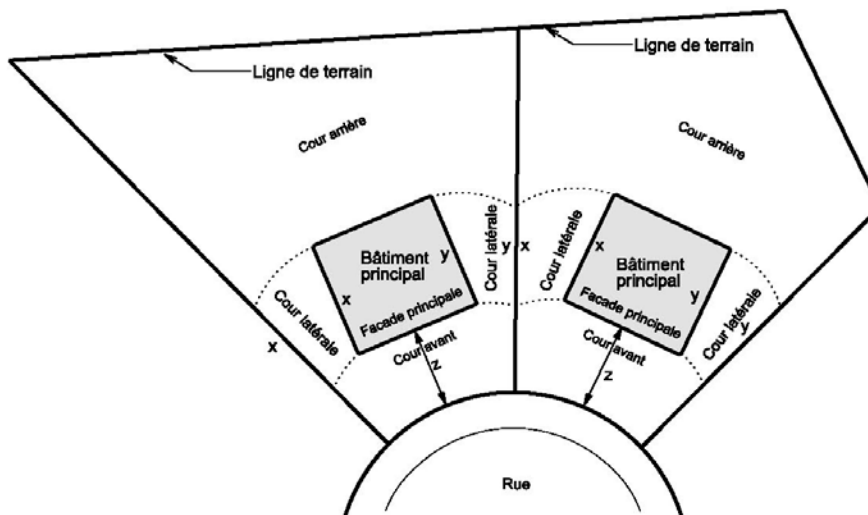 Ligne de terrain
Ligne de terrain
Cour arrière
Cour arrière
Cour latérale
y
x
Cour latérale
Bâtiment
principal
y
x
Facade principale
x
Bâtiment
principal
y
Facade principale
Cour latérale
x
Cour latérale
y
Cour avant
z
Cour avant
z
Rue